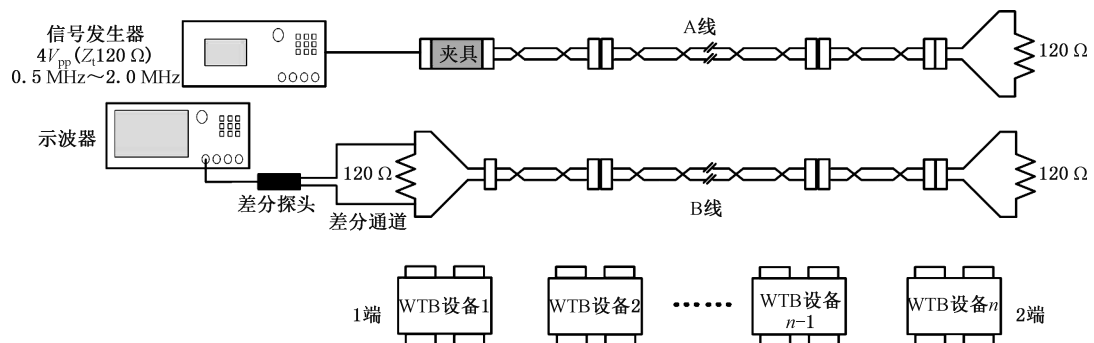 信号发生器
4Vpp(Zt120 Ω)
0.5 MHz～2.0 MHz
夹具
A线
120 Ω
示波器
120 Ω
差分探头
差分通道
B线
120 Ω
1端
WTB设备1
WTB设备2
……
WTB设备
n-1
WTB设备n
2端